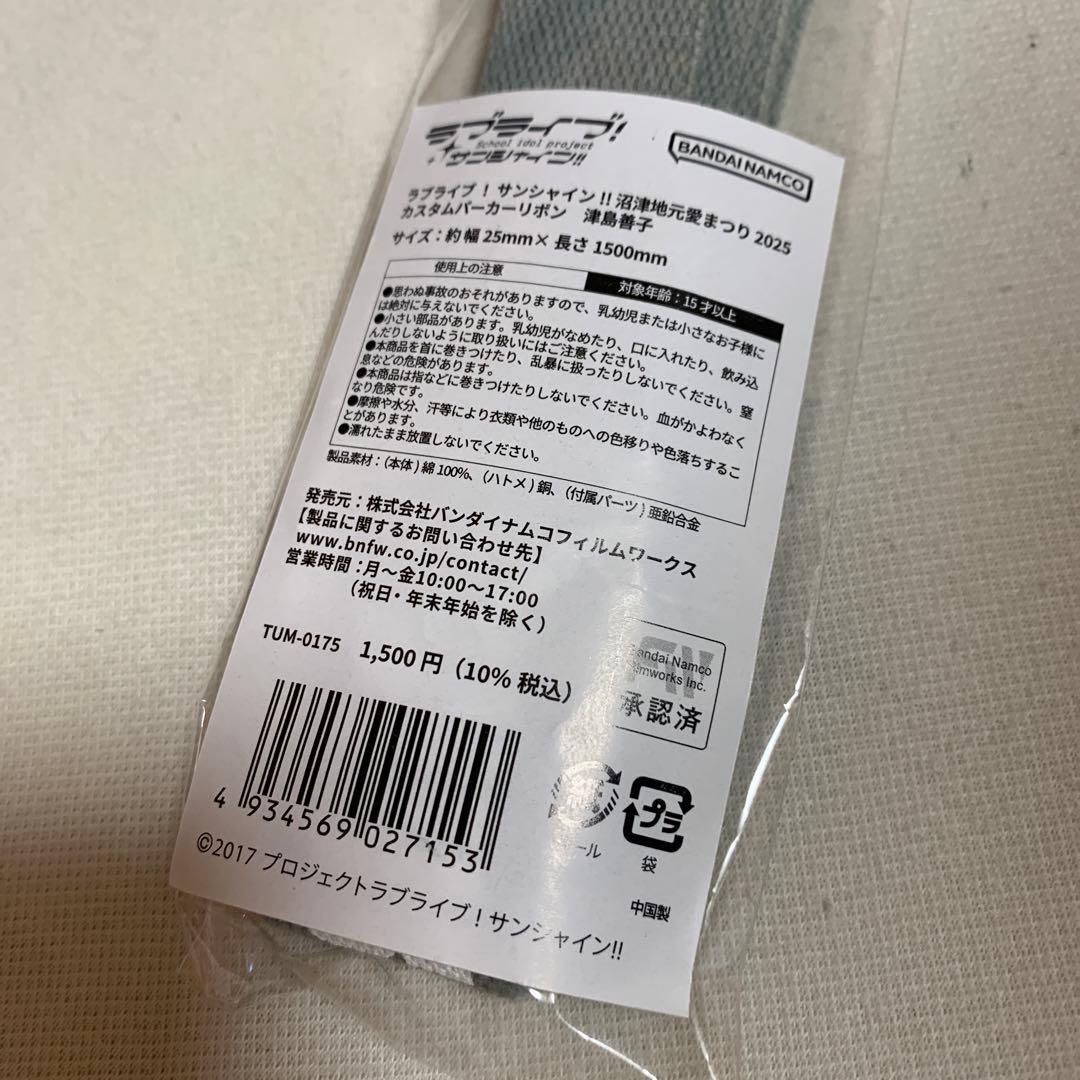 ラブライブ!
School idol project
サンシャイン!!
BANDAI NAMCO
ラブライブ！サンシャイン!! 沼津地元愛まつり 2025
カスタムパーカーリボン　津島善子
サイズ：約 幅 25mm× 長さ 1500mm
使用上の注意
対象年齢：15 才以上
●思わぬ事故のおそれがありますので、乳幼児または小さなお子様に
は絶対に与えないでください。
●小さい部品があります。乳幼児がなめたり、口に入れたり、飲み込
んだりしないように取り扱いにはご注意ください。
●本商品を首に巻きつけたり、乱暴に扱ったりしないでください。窒
息などの危険があります。
●本商品は指などに巻きつけたりしないでください。血がかよわなく
なり危険です。
●摩擦や水分、汗等により衣類や他のものへの色移りや色落ちするこ
とがあります。
●濡れたまま放置しないでください。
製品素材：(本体) 綿 100%、(ハトメ) 銅、(付属パーツ) 亜鉛合金
発売元：株式会社バンダイナムコフィルムワークス
【製品に関するお問い合わせ先】
www.bnfw.co.jp/contact/
営業時間：月～金10:00～17:00
（祝日・年末年始を除く）
TUM-0175　1,500 円（10% 税込）
Bandai Namco
Filmworks Inc.
承認済
4 934569 027153
プラ
袋
中国製
©2017 プロジェクトラブライブ！サンシャイン!!